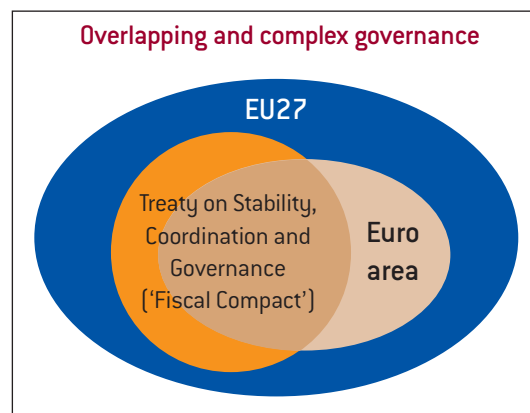 Overlapping and complex governance
EU27
Treaty on Stability,
Coordination and
Governance
(‘Fiscal Compact’)
Euro
area